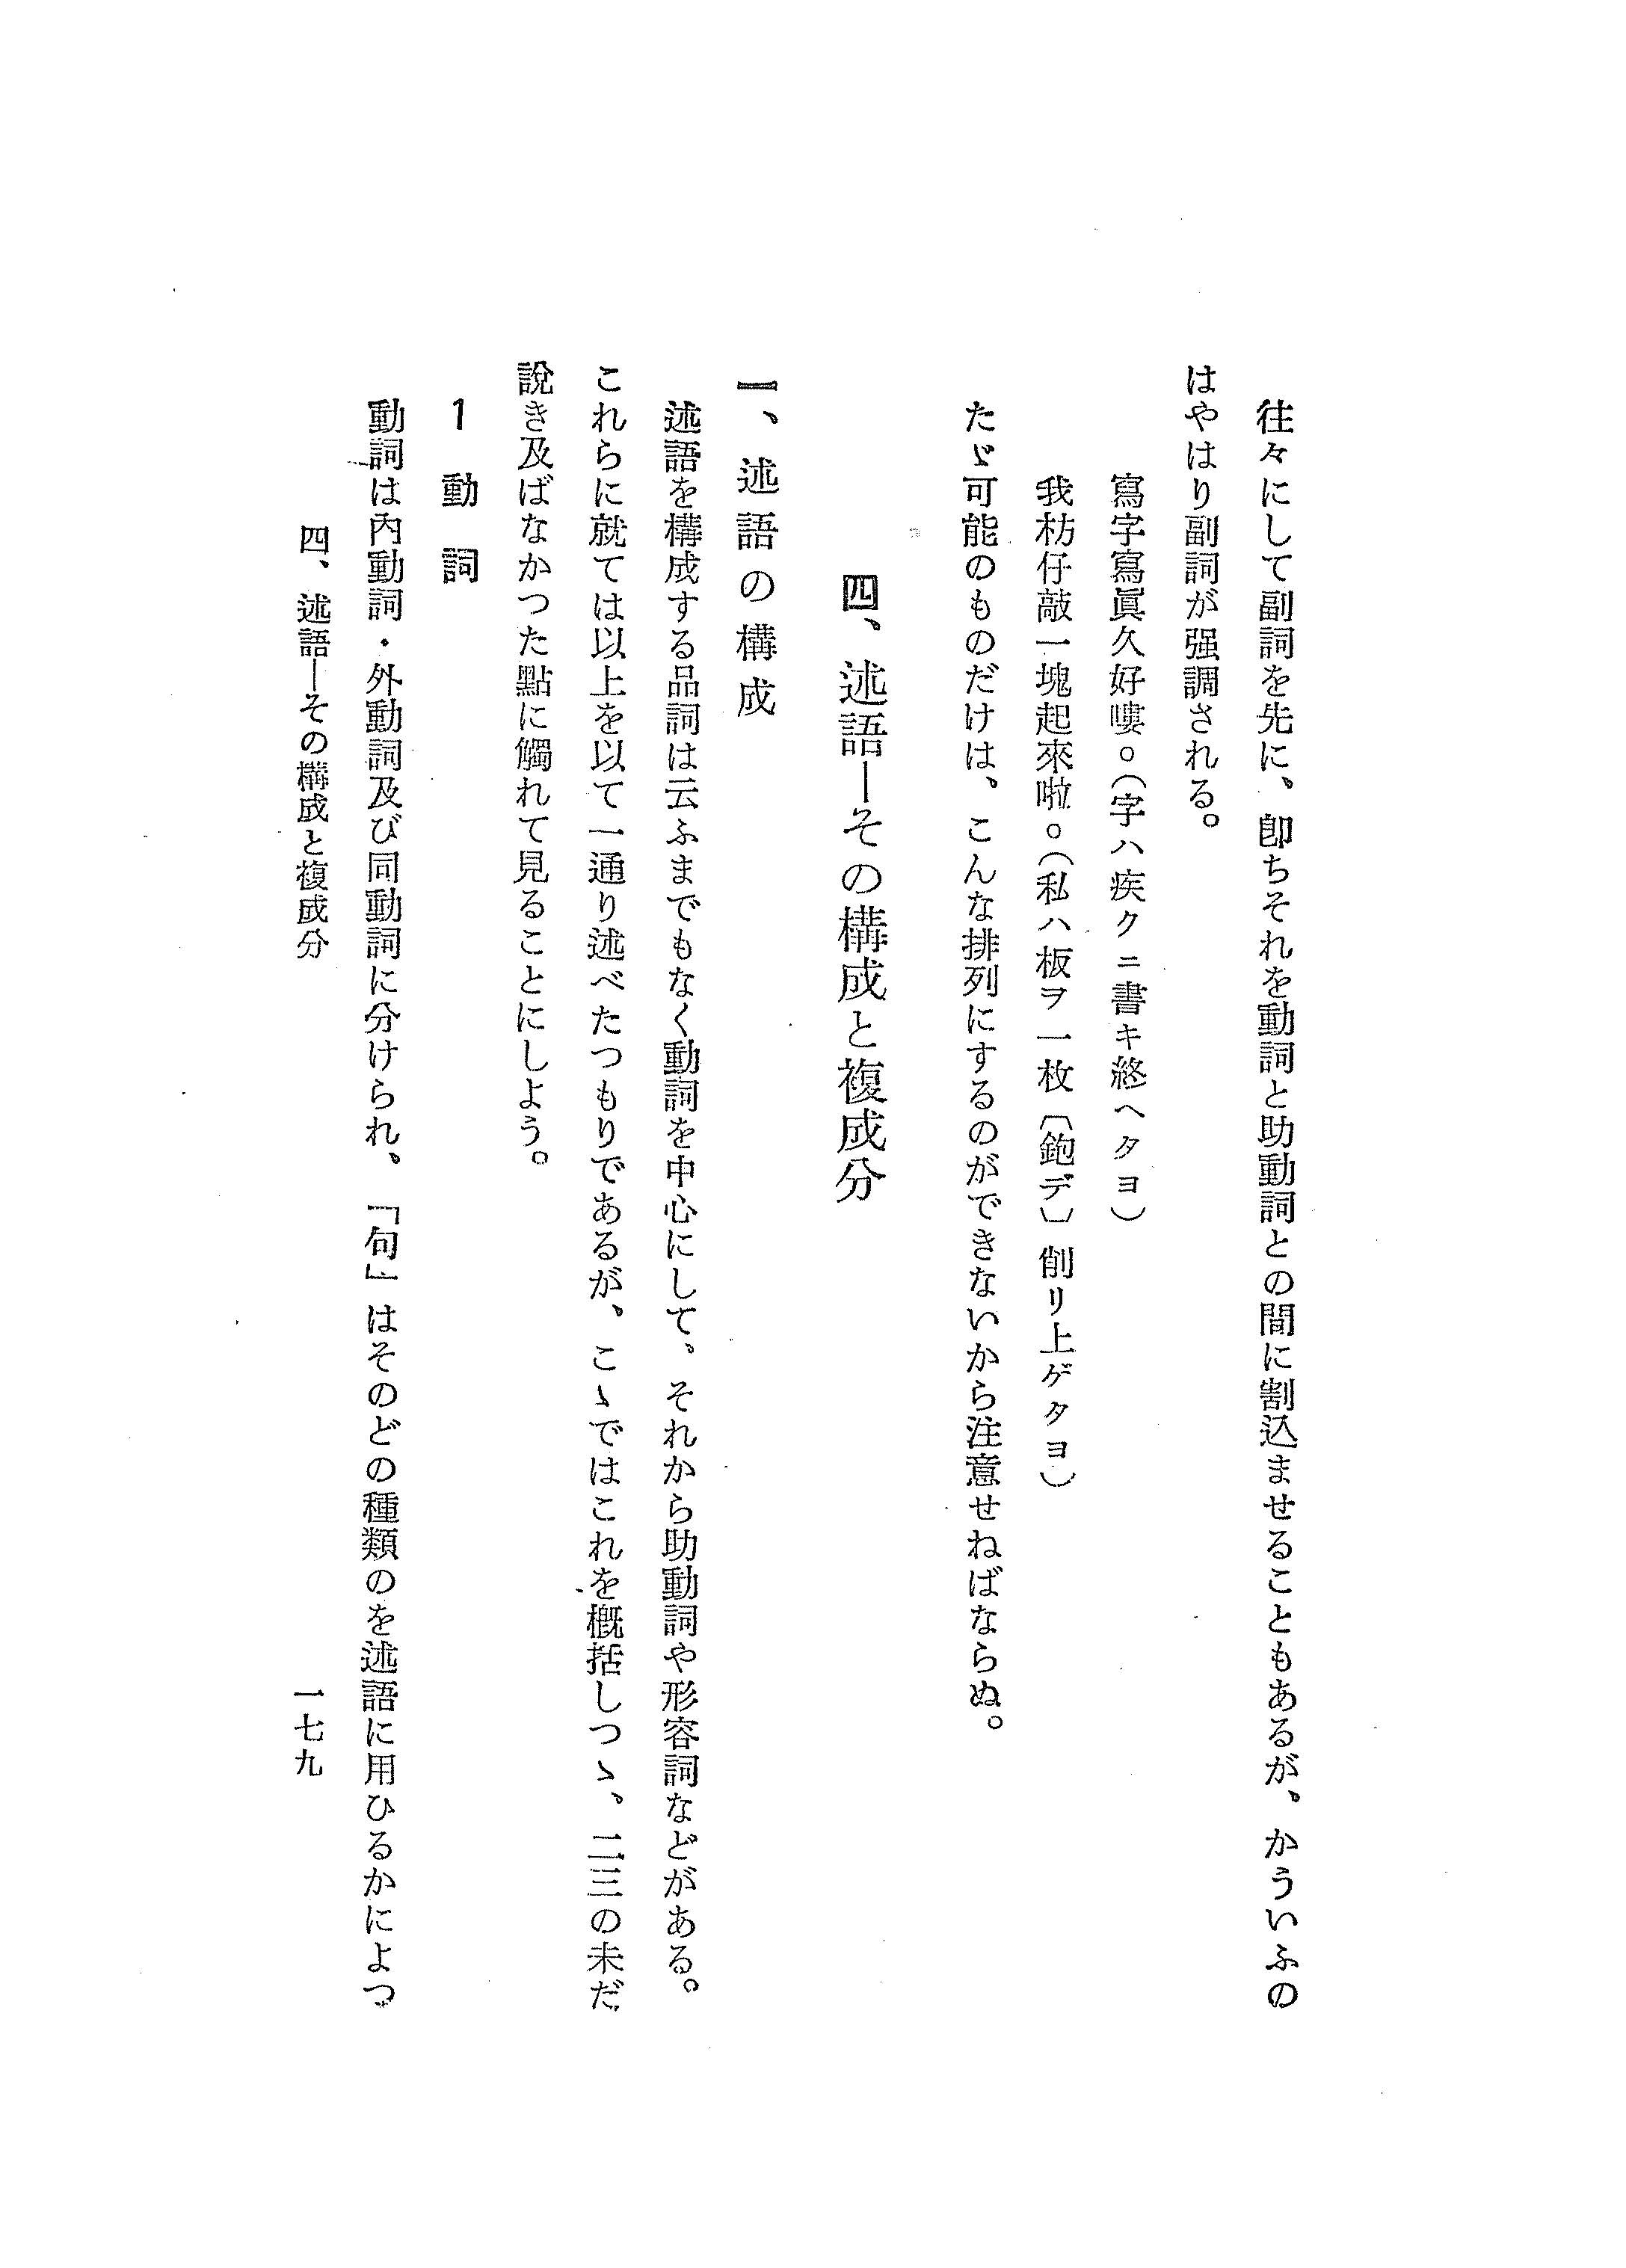 往々にして副詞を先に、卽ちそれを動詞と助動詞との間に割込ませることもあるが、かういふの
はやはり副詞が强調される。
寫字寫眞久好嘍。（字ハ疾クニ書キ終ヘタヨ）
我枋仔敲一塊起來啦。（私ハ板ヲ一枚〔鉋デ〕削リ上ゲタヨ）
たゞ可能のものだけは、こんな排列にするのができないから注意せねばならぬ。
四、述語―その構成と複成分
一、述語の構成
述語を構成する品詞は云ふまでもなく動詞を中心にして、それから助動詞や形容詞などがある。
これらに就ては以上を以て一通り述べたつもりであるが、こゝではこれを槪括しつゝ、二三の未だ
說き及ばなかつた點に觸れて見ることにしよう。
1 動詞
動詞は內動詞・外動詞及び同動詞に分けられ、「句」はそのどの種類のを述語に用ひるかによつ
四、述語―その構成と複成分
一七九